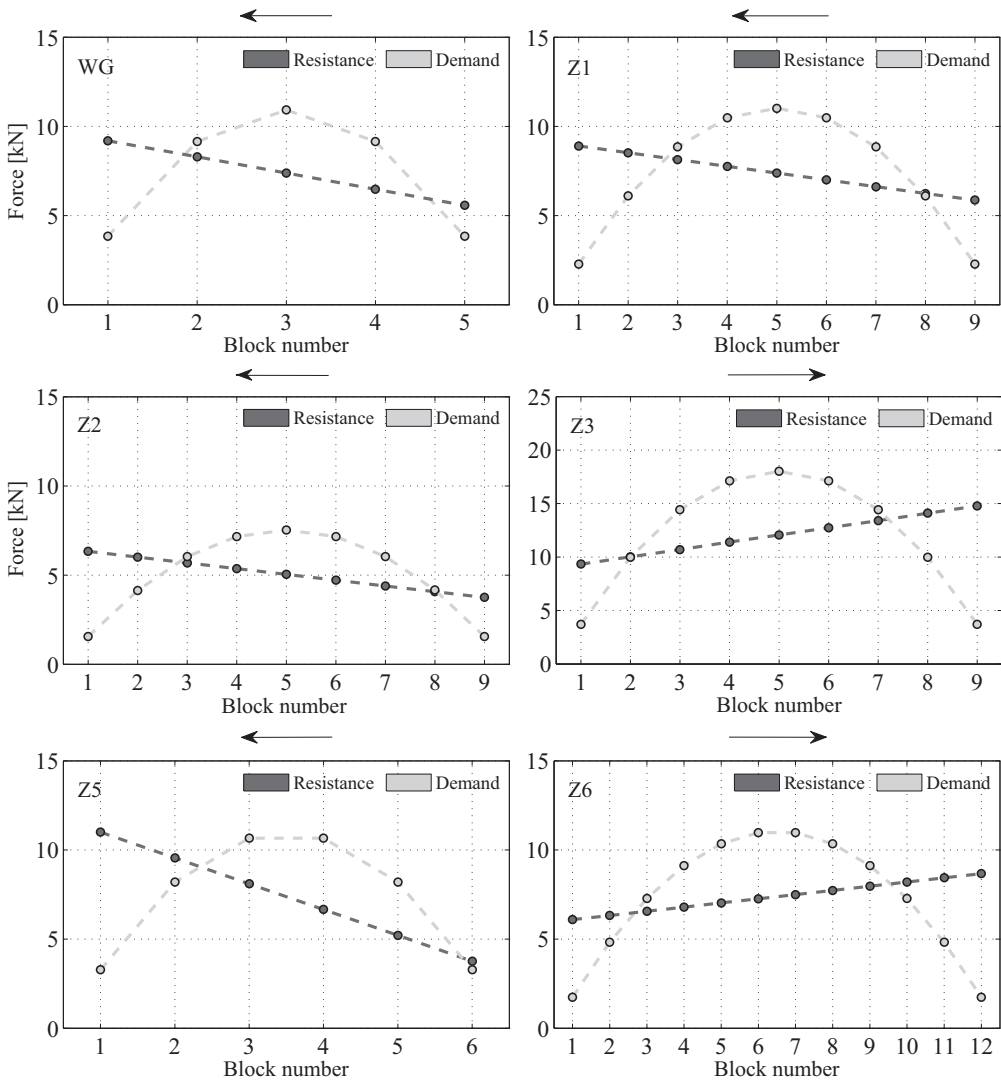 15
WG
Resistance
Demand
10
Force [kN]
5
0
1 2 3 4 5
Block number
15
Z1
Resistance
Demand
10
5
0
1 2 3 4 5 6 7 8 9
Block number
15
Z2
Resistance
Demand
10
Force [kN]
5
0
1 2 3 4 5 6 7 8 9
Block number
25
Z3
Resistance
Demand
20
15
10
5
0
1 2 3 4 5 6 7 8 9
Block number
15
Z5
Resistance
Demand
10
5
0
1 2 3 4 5 6
Block number
15
Z6
Resistance
Demand
10
5
0
1 2 3 4 5 6 7 8 9 10 11 12
Block number